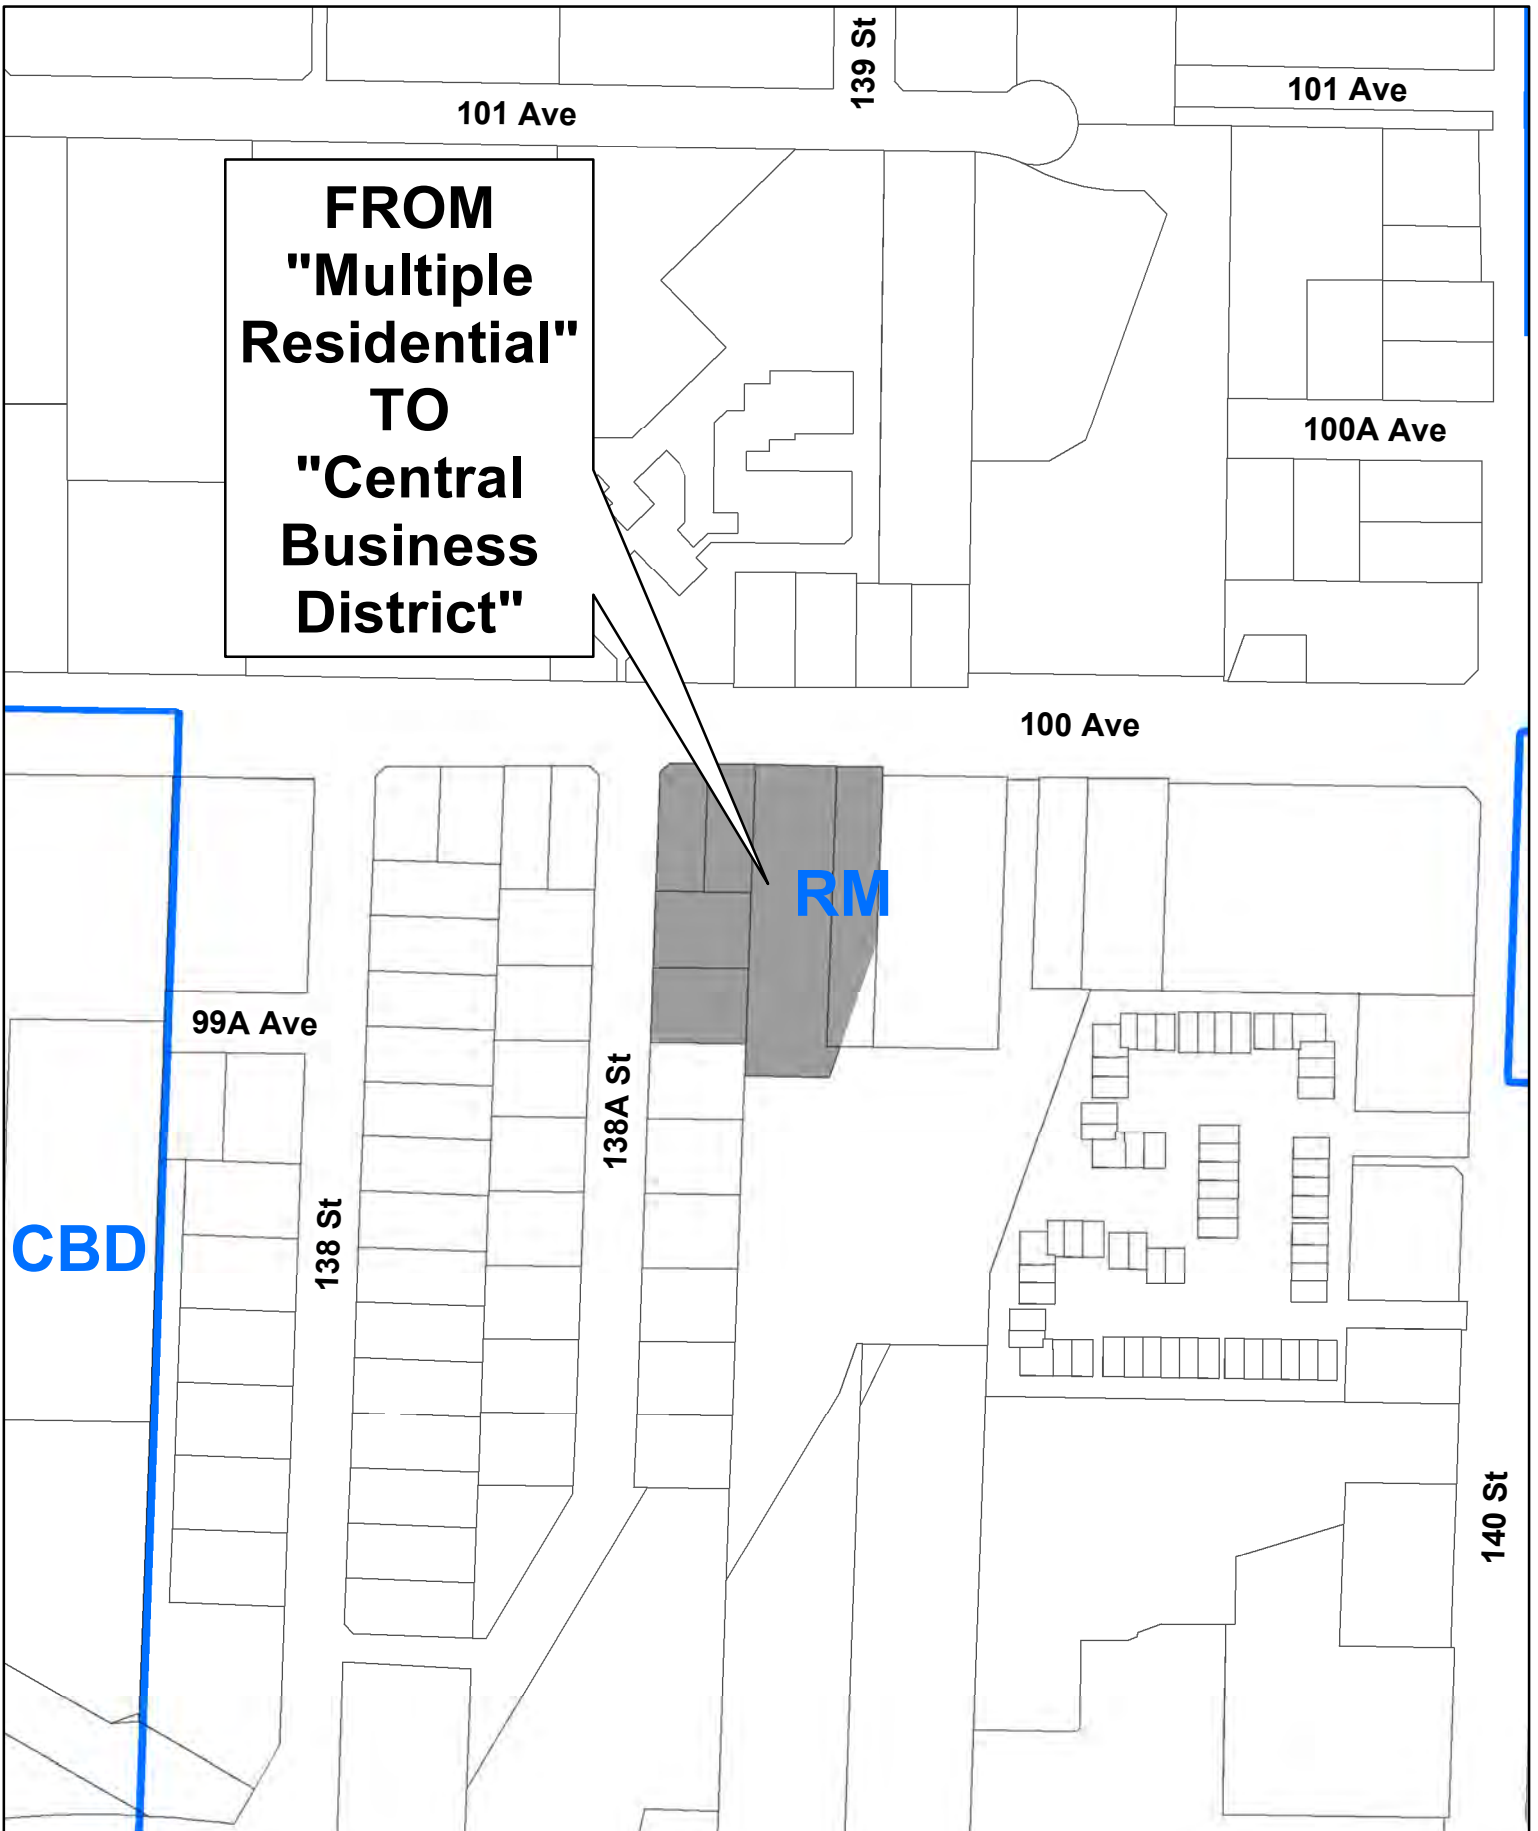 139 St
101 Ave
101 Ave
FROM
"Multiple
Residential"
TO
"Central
Business
District"
100A Ave
100 Ave
RM
99A Ave
138A St
138 St
CBD
140 St